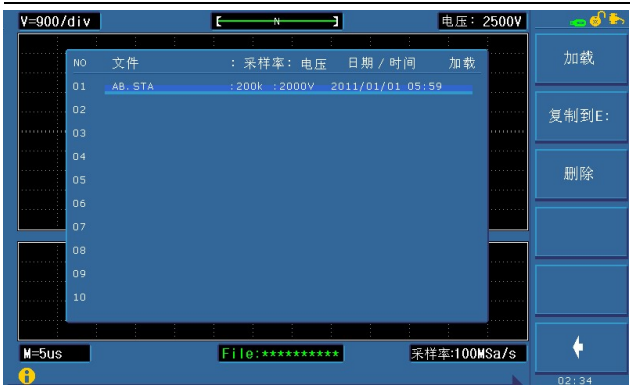 V=900/div [ N ] 电压: 2500V
NO 文件 : 采样率: 电压 日期/时间 加载
01 AB.STA :200k :2000V 2011/01/01 05:59
02
03
04
05
06
07
08
09
10
M=5us File:********** 采样率:100MSa/s
加载
复制到E:
删除
02:34